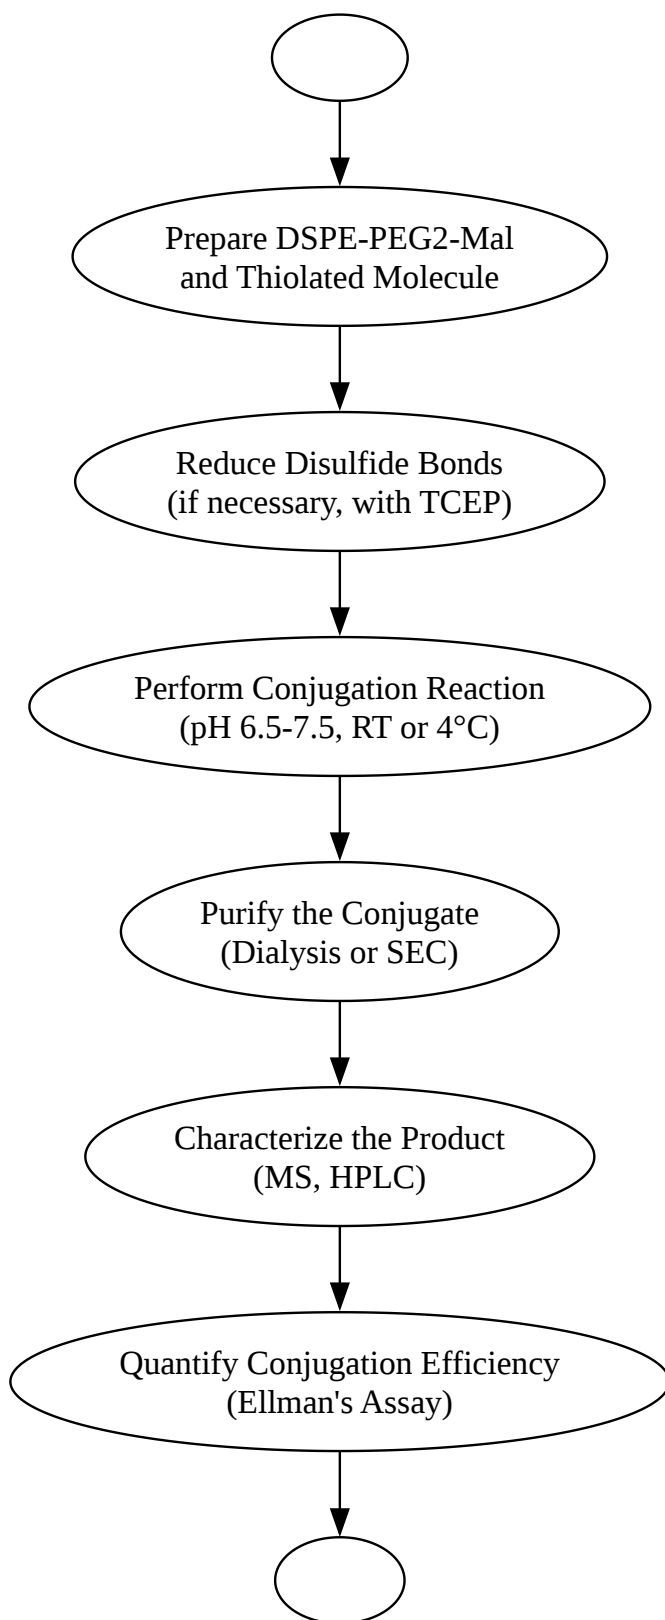 Prepare DSPE-PEG2-Mal
and Thiolated Molecule
Reduce Disulfide Bonds
(if necessary, with TCEP)
Perform Conjugation Reaction
(pH 6.5-7.5, RT or 4°C)
Purify the Conjugate
(Dialysis or SEC)
Characterize the Product
(MS, HPLC)
Quantify Conjugation Efficiency
(Ellman's Assay)